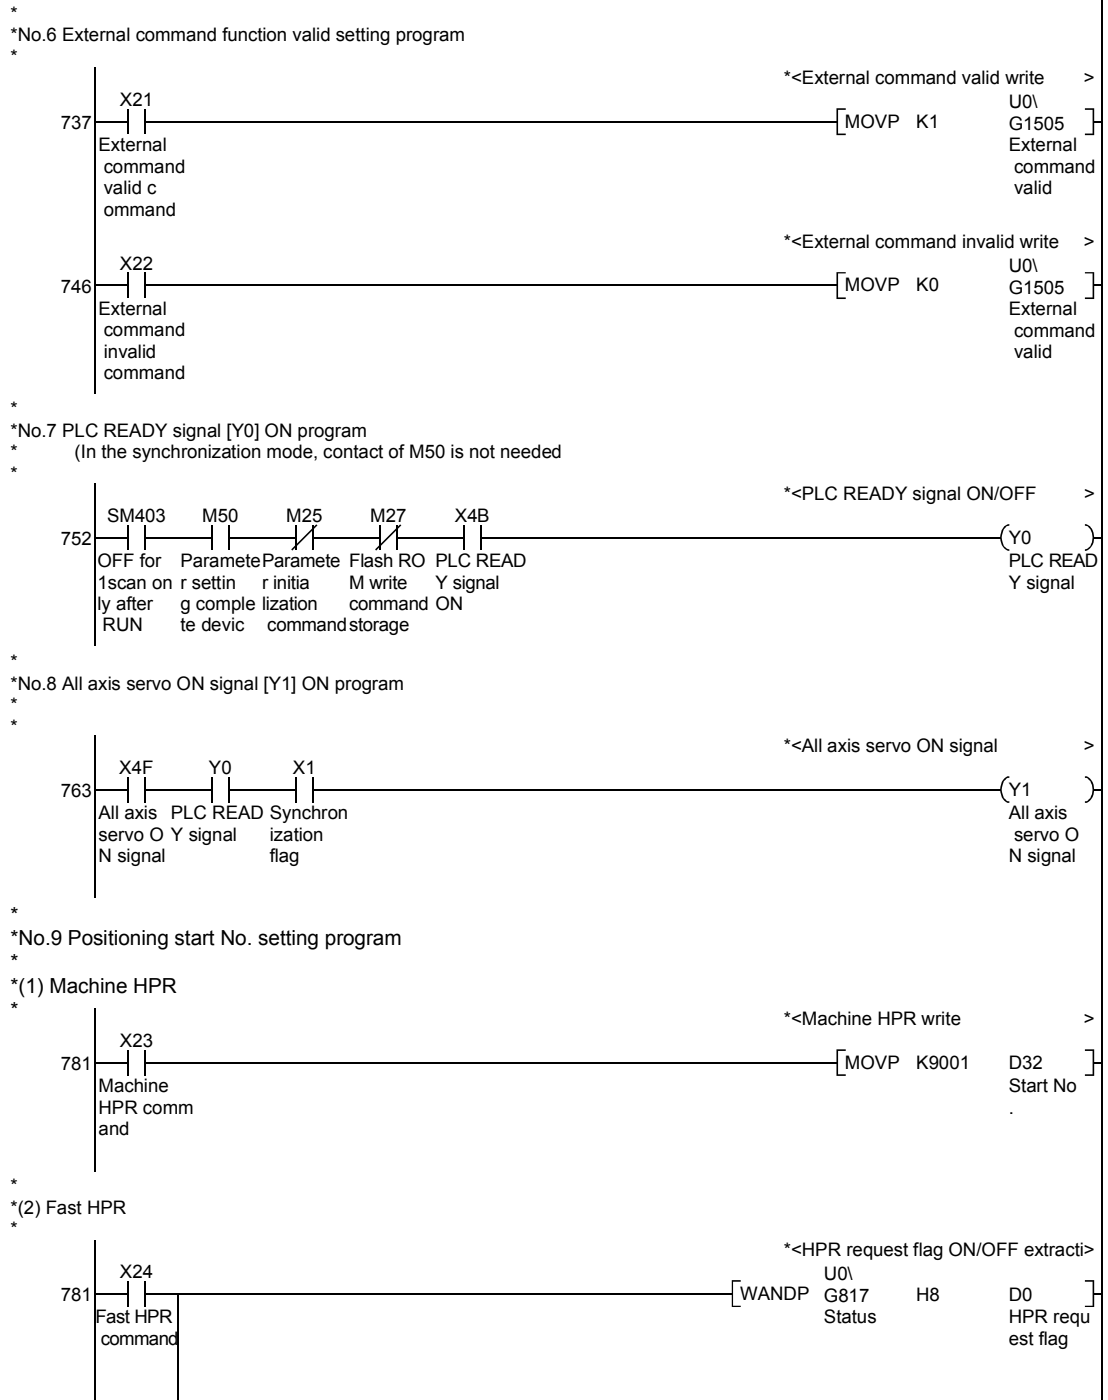 *
*No.6 External command function valid setting program
*
*<External command valid write >
X21
U0\
737
MOVP K1 G1505
External
command
valid c
ommand
External
command
valid
*<External command invalid write >
X22
U0\
746
MOVP K0 G1505
External
command
invalid
command
External
command
valid
*
*No.7 PLC READY signal [Y0] ON program
* (In the synchronization mode, contact of M50 is not needed
*
*<PLC READY signal ON/OFF >
SM403 M50 M25 M27 X4B
752
Y0
OFF for
1scan on
ly after
RUN
Paramete
r settin
g comple
te devic
Paramete
r initia
lization
command
Flash RO
M write
command
storage
PLC READ
Y signal
ON
PLC READ
Y signal
*
*No.8 All axis servo ON signal [Y1] ON program
*
*
*<All axis servo ON signal >
X4F Y0 X1
763
Y1
All axis
servo O
N signal
PLC READ
Y signal
Synchron
ization
flag
All axis
servo O
N signal
*
*No.9 Positioning start No. setting program
*
*(1) Machine HPR
*
*<Machine HPR write >
X23
781
MOVP K9001 D32
Machine
HPR comm
and
Start No
.
*
*(2) Fast HPR
*
*<HPR request flag ON/OFF extracti>
X24
U0\
781
WANDP G817 H8 D0
Fast HPR
command
Status
HPR requ
est flag